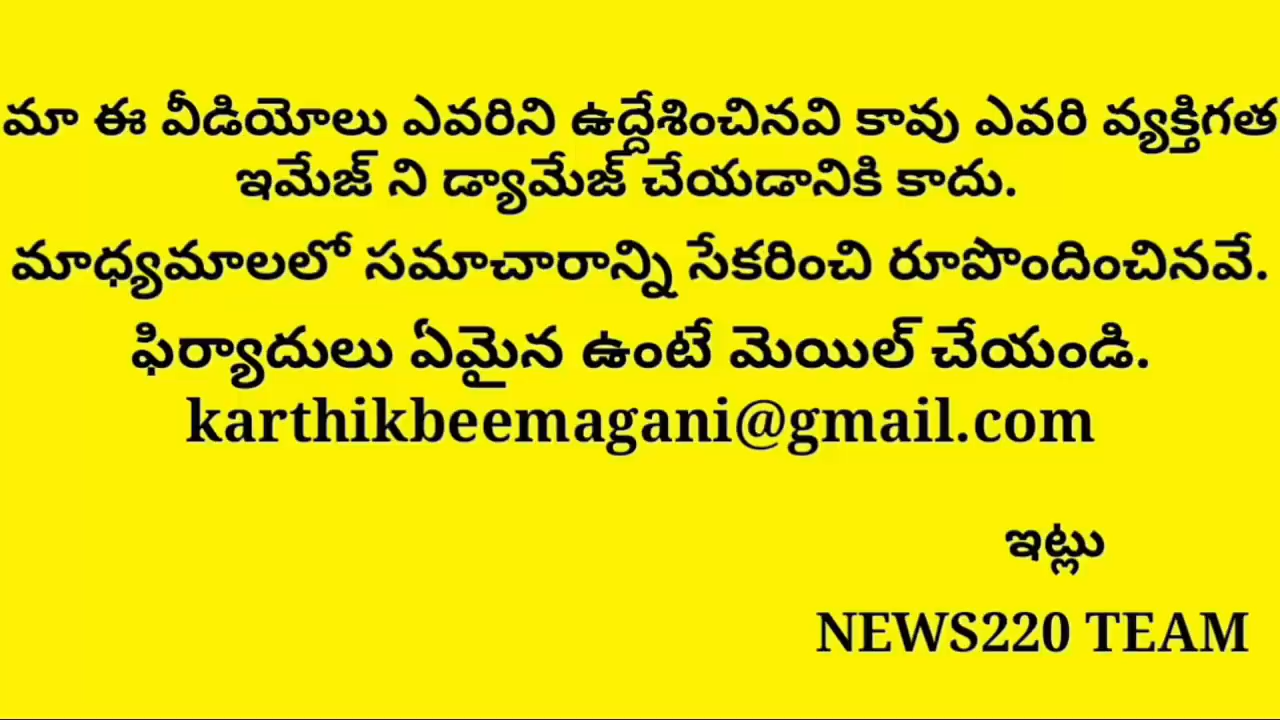 మా ఈ వీడియోలు ఎవరిని ఉద్దేశించినవి కావు ఎవరి వ్యక్తిగత
ఇమేజ్ ని డ్యామేజ్ చేయడానికి కాదు.
మాధ్యమాలలో సమాచారాన్ని సేకరించి రూపొందించినవే.
ఫిర్యాదులు ఏమైన ఉంటే మెయిల్ చేయండి.
karthikbeemagani@gmail.com
ఇట్లు
NEWS220 TEAM